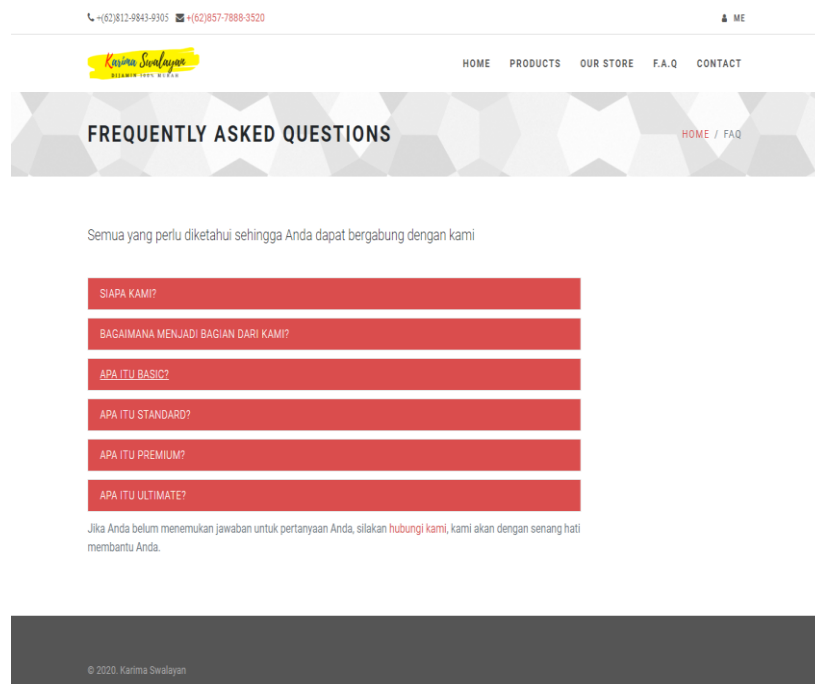 +(62)812-9843-9305 +(62)857-7888-3520
ME
Karima Swalayan
DIJAMIN 100% MURAH
HOME PRODUCTS OUR STORE F.A.Q CONTACT
FREQUENTLY ASKED QUESTIONS
HOME / FAQ
Semua yang perlu diketahui sehingga Anda dapat bergabung dengan kami
SIAPA KAMI?
BAGAIMANA MENJADI BAGIAN DARI KAMI?
APA ITU BASIC?
APA ITU STANDARD?
APA ITU PREMIUM?
APA ITU ULTIMATE?
Jika Anda belum menemukan jawaban untuk pertanyaan Anda, silakan hubungi kami, kami akan dengan senang hati
membantu Anda.
© 2020. Karima Swalayan